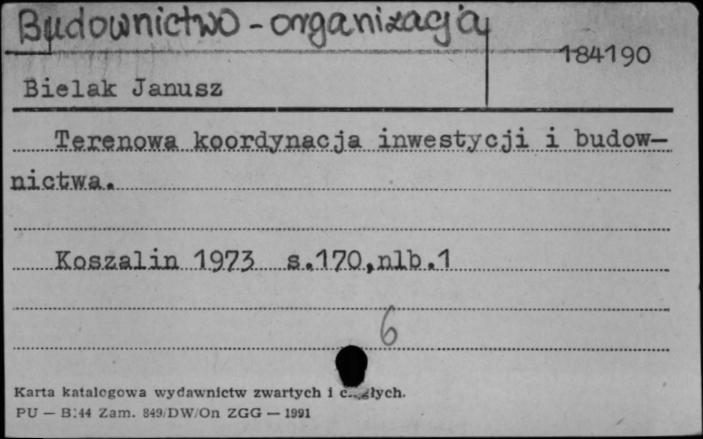 Budownictwo - organizacja
184190
Bielak Janusz
Terenowa koordynacja inwestycji i budow-
nictwa.
Koszalin 1973 s.170,nlb.1
6
Karta katalogowa wydawnictw zwartych i
PU — B:44 Zam. 849/DW/On ZGG — 1991